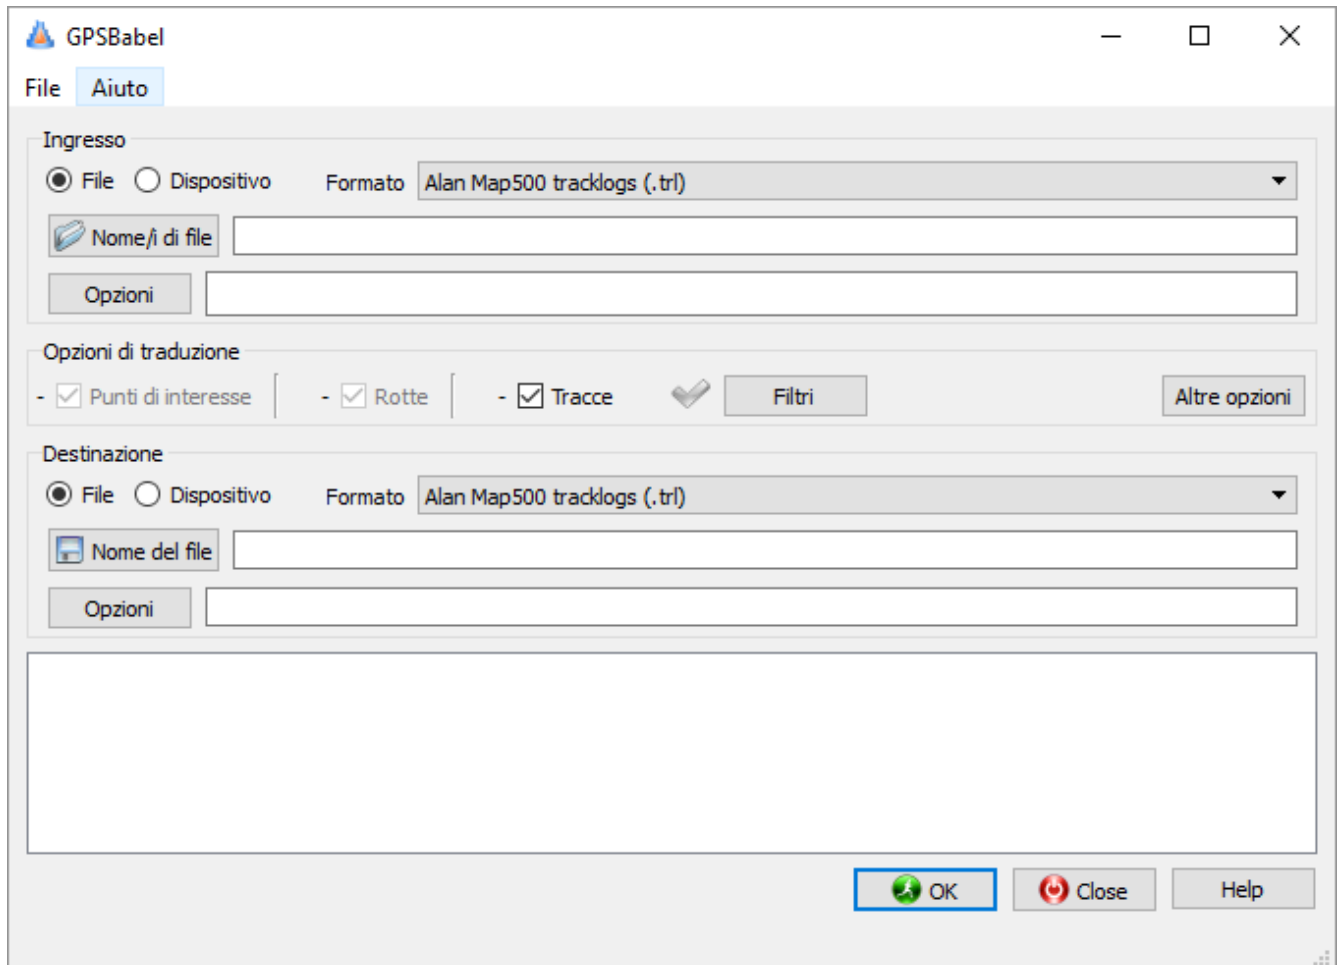 GPSBabel
File Aiuto
Ingresso
File Dispositivo Formato Alan Map500 tracklogs (.trl)
Nome/i di file
Opzioni
Opzioni di traduzione
- Punti di interesse - Rotte - Tracce Filtri Altre opzioni
Destinazione
File Dispositivo Formato Alan Map500 tracklogs (.trl)
Nome del file
Opzioni
OK Close Help